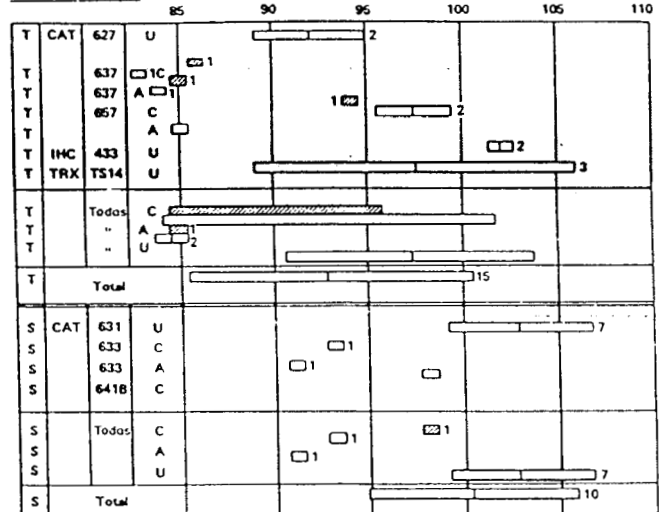 85 90 95 100 105 110
T CAT 627 U 2
1
T 637 1C 1
T 637 A 1
1
T 657 C 2
T A
T IHC 433 U 2
T TRX TS14 U 3
T Todas C
T " A 1
T " U 2
T Total 15
S CAT 631 U 7
S 633 C 1
S 633 A 1
S 641B C
S Todas C 1
1
S A 1
S U 7
S Total 10